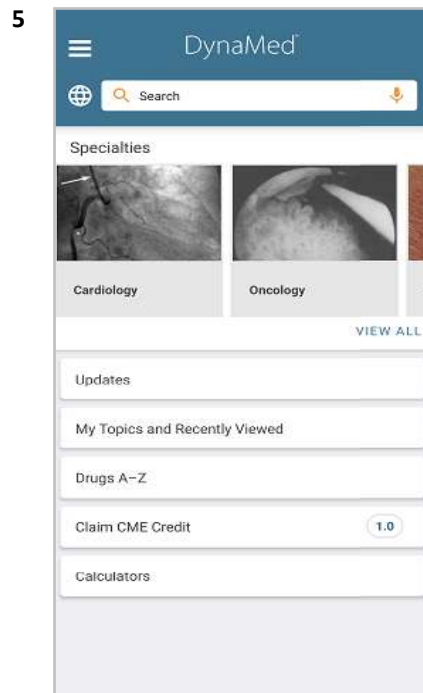 5
DynaMed
Search
Specialties
Cardiology
Oncology
VIEW ALL
Updates
My Topics and Recently Viewed
Drugs A–Z
Claim CME Credit 1.0
Calculators